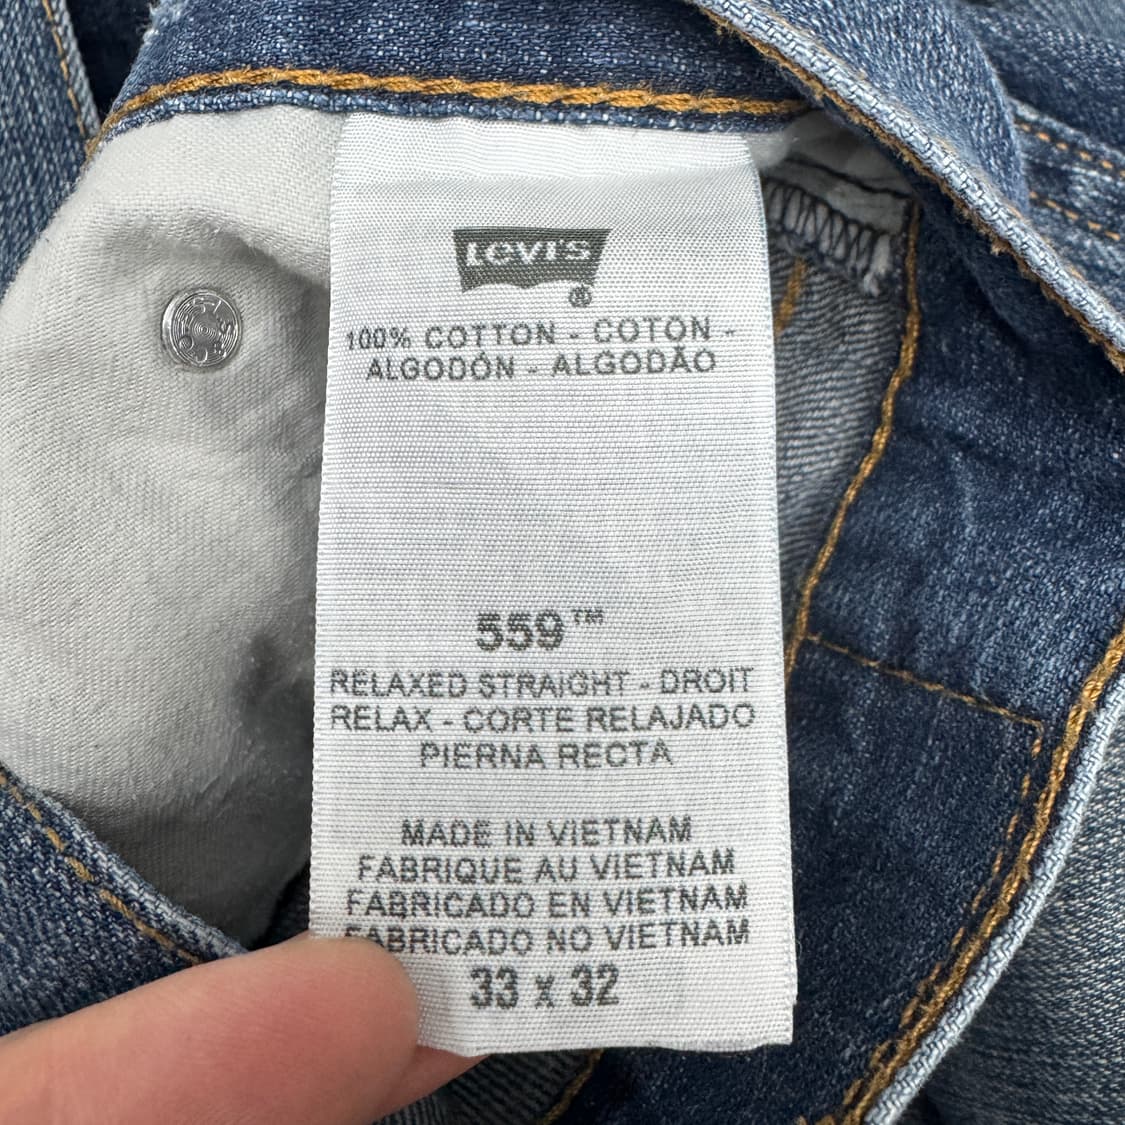 LEVI'S
®
100% COTTON - COTON -
ALGODÓN - ALGODÃO
559™
RELAXED STRAIGHT - DROIT
RELAX - CORTE RELAJADO
PIERNA RECTA
MADE IN VIETNAM
FABRIQUE AU VIETNAM
FABRICADO EN VIETNAM
FABRICADO NO VIETNAM
33 x 32